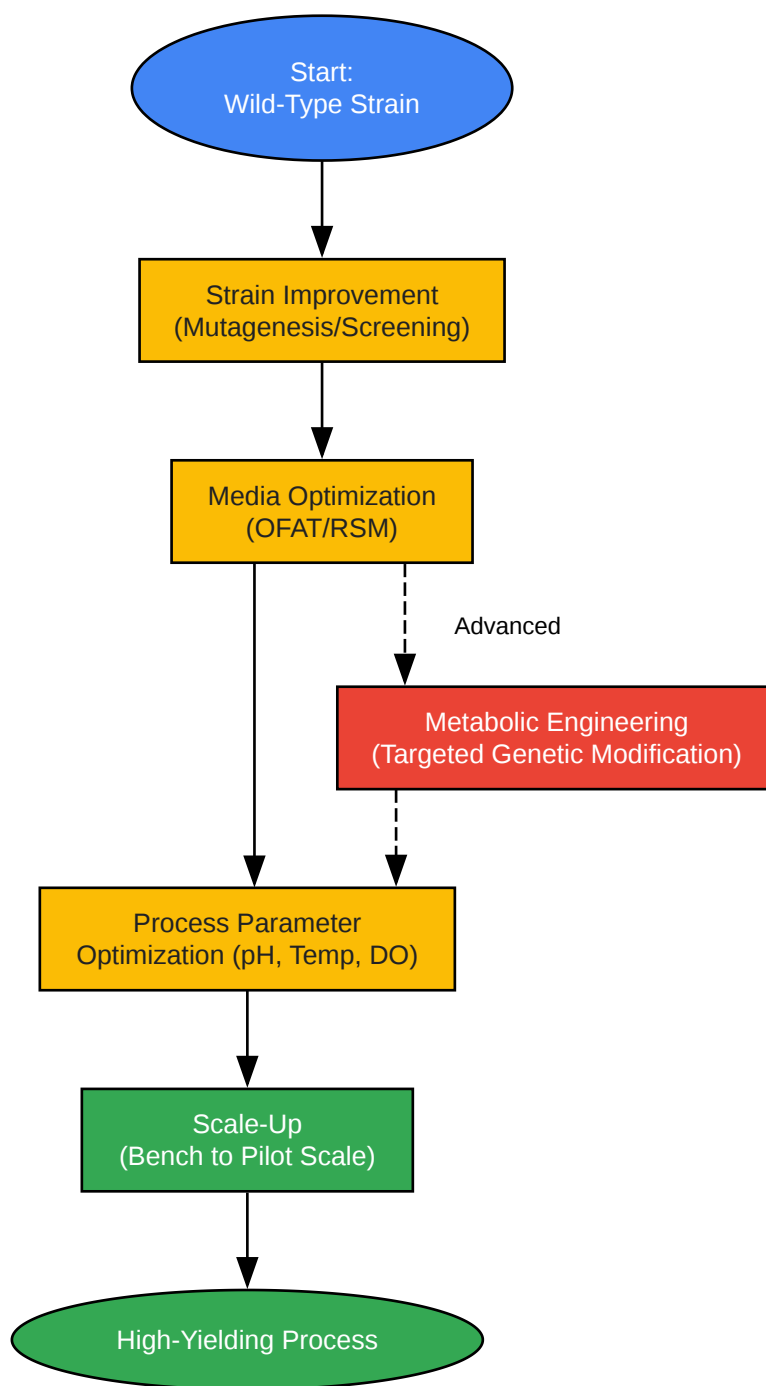 Start:
Wild-Type Strain
Strain Improvement
(Mutagenesis/Screening)
Media Optimization
(OFAT/RSM)
Advanced
Metabolic Engineering
(Targeted Genetic Modification)
Process Parameter
Optimization (pH, Temp, DO)
Scale-Up
(Bench to Pilot Scale)
High-Yielding Process